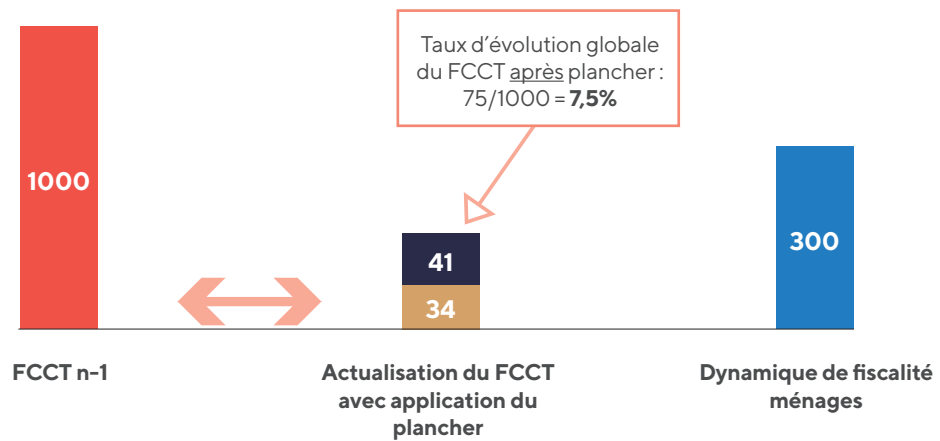 Taux d'évolution globale
du FCCT après plancher :
75/1000 = 7,5%
1000
41
34
300
FCCT n-1
Actualisation du FCCT
avec application du
plancher
Dynamique de fiscalité
ménages